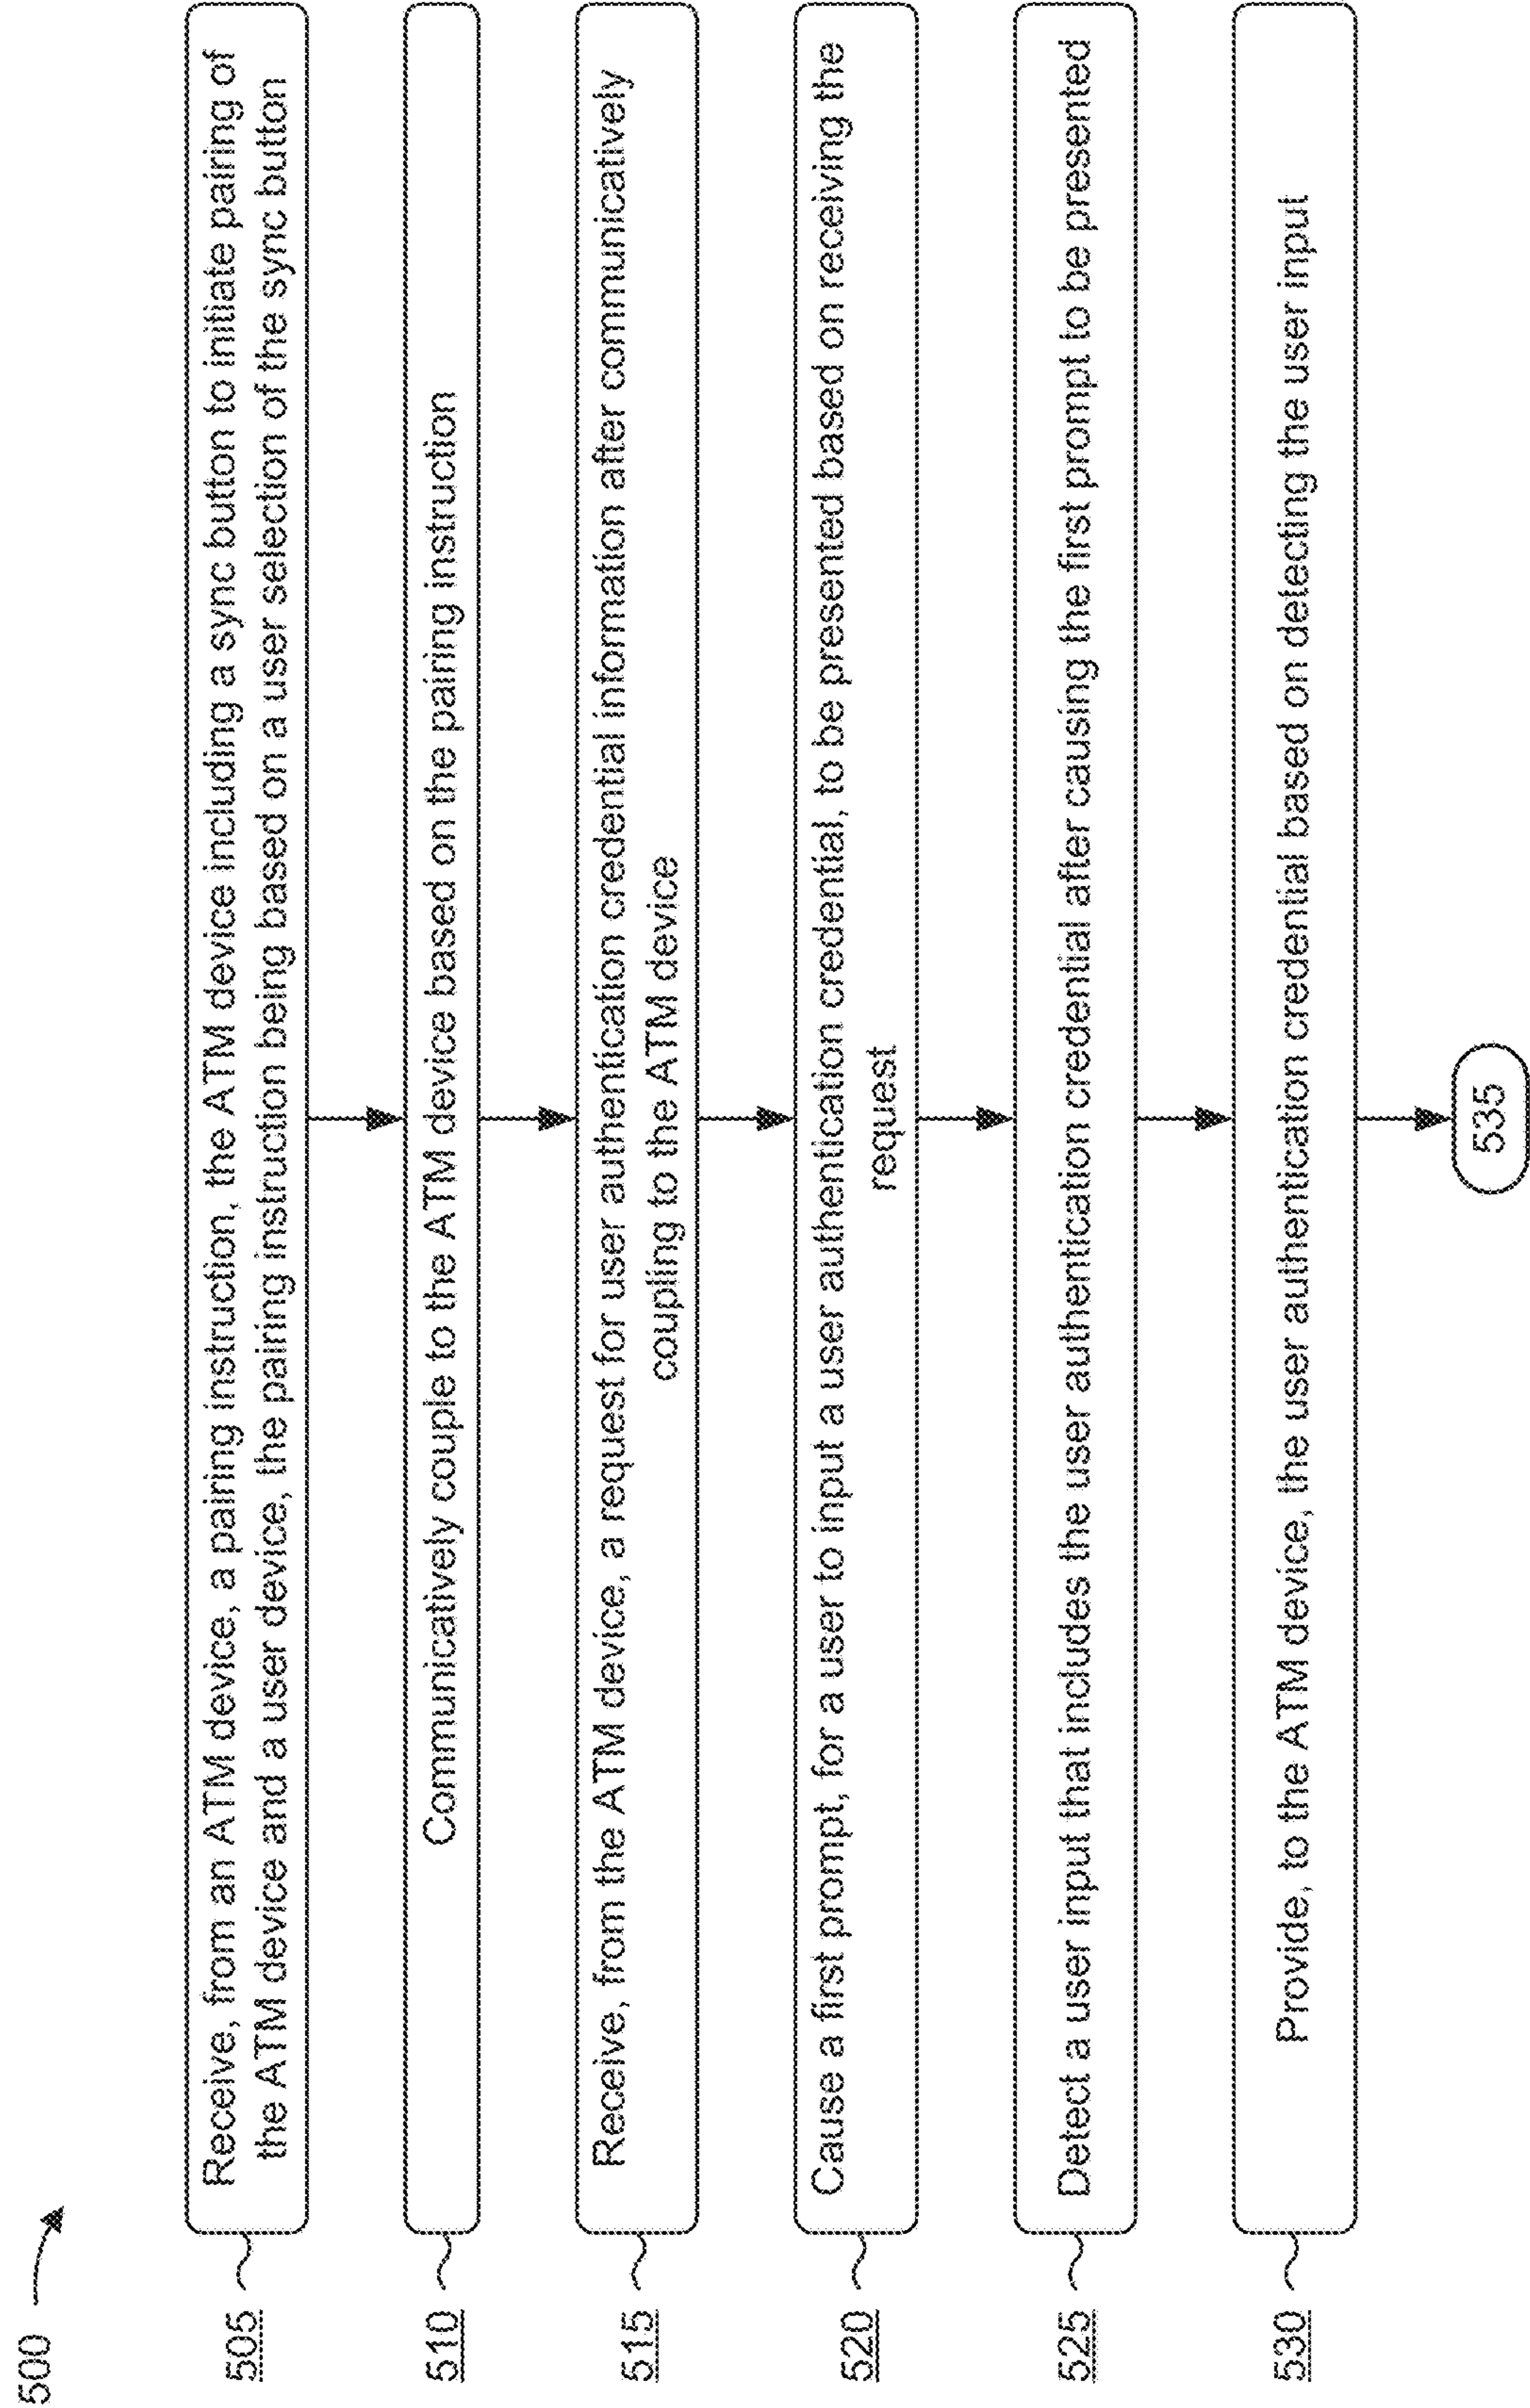 500
505
Receive, from an ATM device, a pairing instruction, the ATM device including a sync button to initiate pairing of
the ATM device and a user device, the pairing instruction being based on a user selection of the sync button
510
Communicatively couple to the ATM device based on the pairing instruction
515
Receive, from the ATM device, a request for user authentication credential information after communicatively
coupling to the ATM device
520
Cause a first prompt, for a user to input a user authentication credential, to be presented based on receiving the
request
525
Detect a user input that includes the user authentication credential after causing the first prompt to be presented
530
Provide, to the ATM device, the user authentication credential based on detecting the user input
535